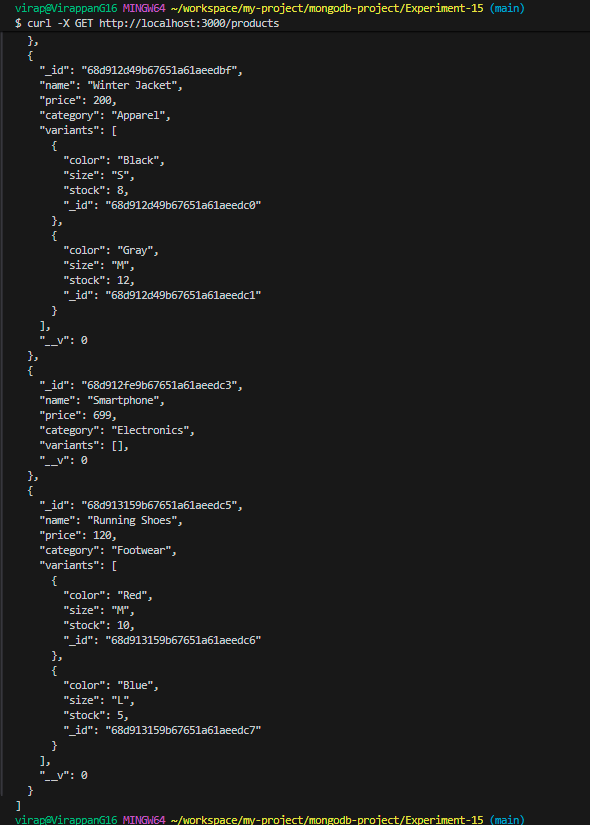 virap@VirappanG16 MINGW64 ~/workspace/my-project/mongodb-project/Experiment-15 (main)
$ curl -X GET http://localhost:3000/products
  },
  {
    "_id": "68d912d49b67651a61aeedbf",
    "name": "Winter Jacket",
    "price": 200,
    "category": "Apparel",
    "variants": [
      {
        "color": "Black",
        "size": "S",
        "stock": 8,
        "_id": "68d912d49b67651a61aeedc0"
      },
      {
        "color": "Gray",
        "size": "M",
        "stock": 12,
        "_id": "68d912d49b67651a61aeedc1"
      }
    ],
    "__v": 0
  },
  {
    "_id": "68d912fe9b67651a61aeedc3",
    "name": "Smartphone",
    "price": 699,
    "category": "Electronics",
    "variants": [],
    "__v": 0
  },
  {
    "_id": "68d913159b67651a61aeedc5",
    "name": "Running Shoes",
    "price": 120,
    "category": "Footwear",
    "variants": [
      {
        "color": "Red",
        "size": "M",
        "stock": 10,
        "_id": "68d913159b67651a61aeedc6"
      },
      {
        "color": "Blue",
        "size": "L",
        "stock": 5,
        "_id": "68d913159b67651a61aeedc7"
      }
    ],
    "__v": 0
  }
]
virap@VirappanG16 MINGW64 ~/workspace/my-project/mongodb-project/Experiment-15 (main)